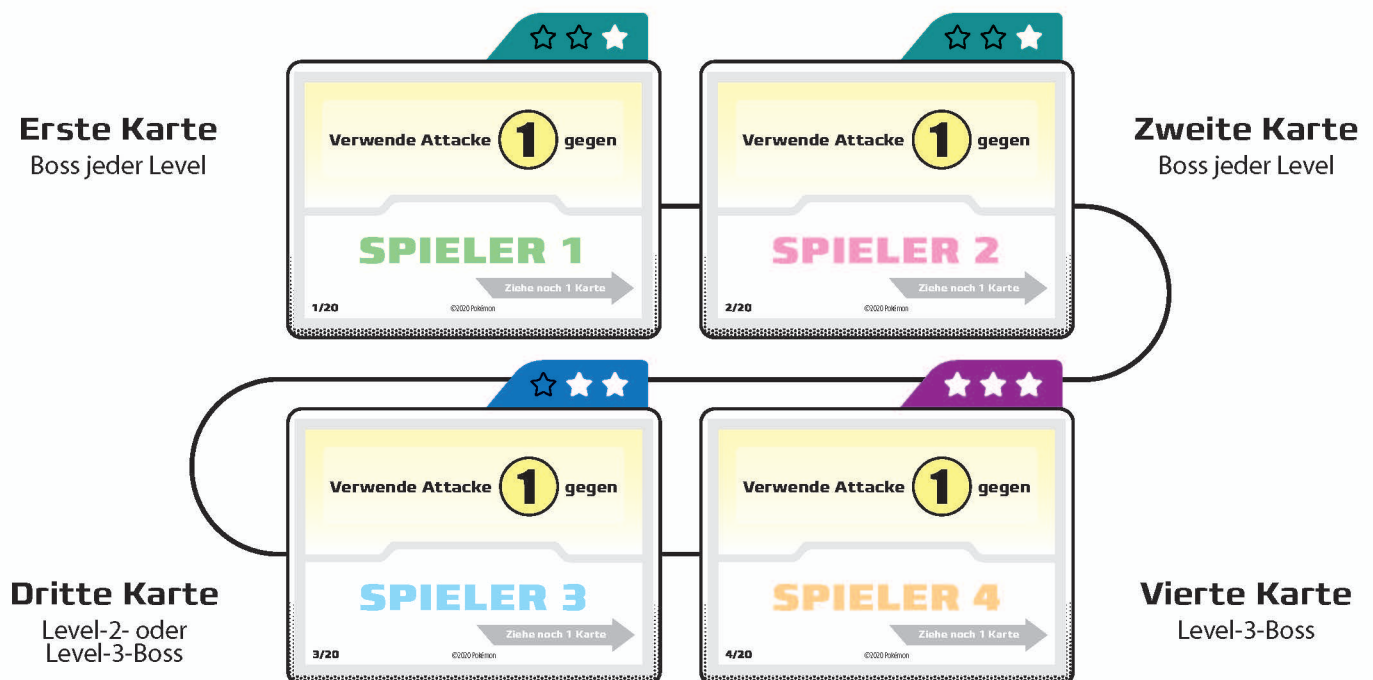 Erste Karte
Boss jeder Level
Verwende Attacke 1 gegen
SPIELER 1
Ziehe noch 1 Karte
1/20
©2020 Pokémon
Verwende Attacke 1 gegen
SPIELER 2
Ziehe noch 1 Karte
2/20
©2020 Pokémon
Zweite Karte
Boss jeder Level
Dritte Karte
Level-2- oder
Level-3-Boss
Verwende Attacke 1 gegen
SPIELER 3
Ziehe noch 1 Karte
3/20
©2020 Pokémon
Verwende Attacke 1 gegen
SPIELER 4
Ziehe noch 1 Karte
4/20
©2020 Pokémon
Vierte Karte
Level-3-Boss